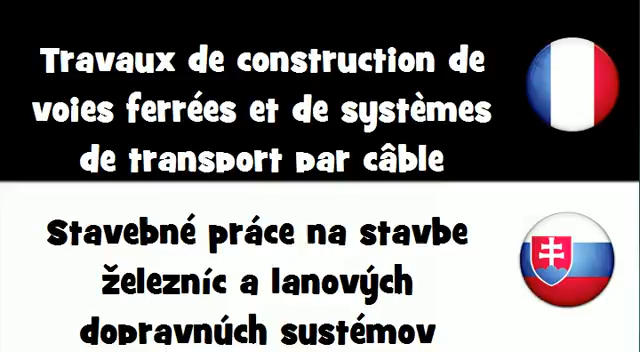 Travaux de construction de
voies ferrées et de systèmes
de transport par câble
Stavebné práce na stavbe
železníc a lanových
dopravných systémov